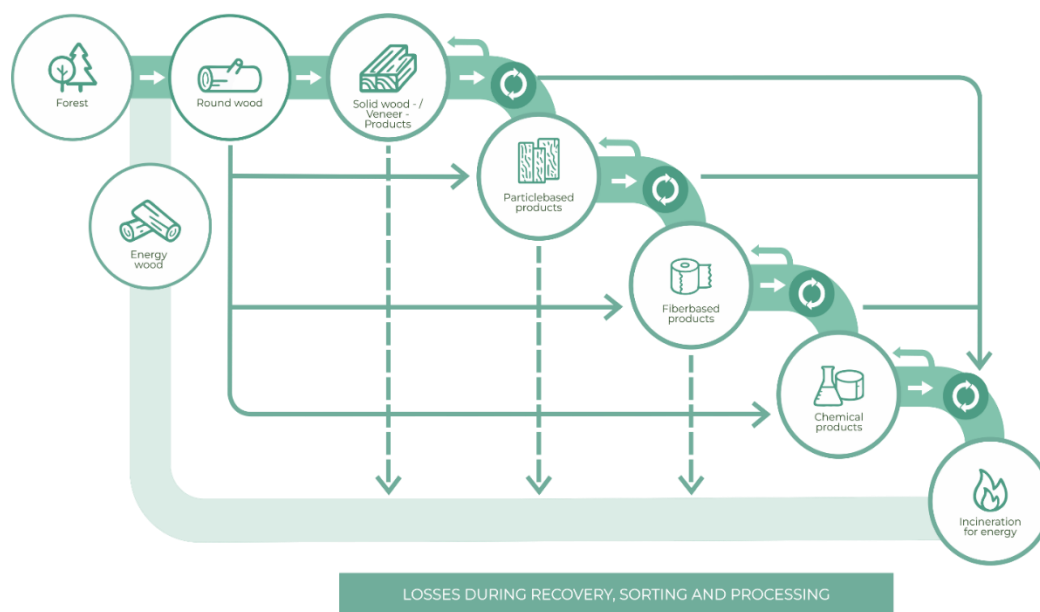 Forest
Round wood
Solid wood - /
Veneer -
Products
Particlebased
products
Energy
wood
Fiberbased
products
Chemical
products
Incineration
for energy
LOSSES DURING RECOVERY, SORTING AND PROCESSING